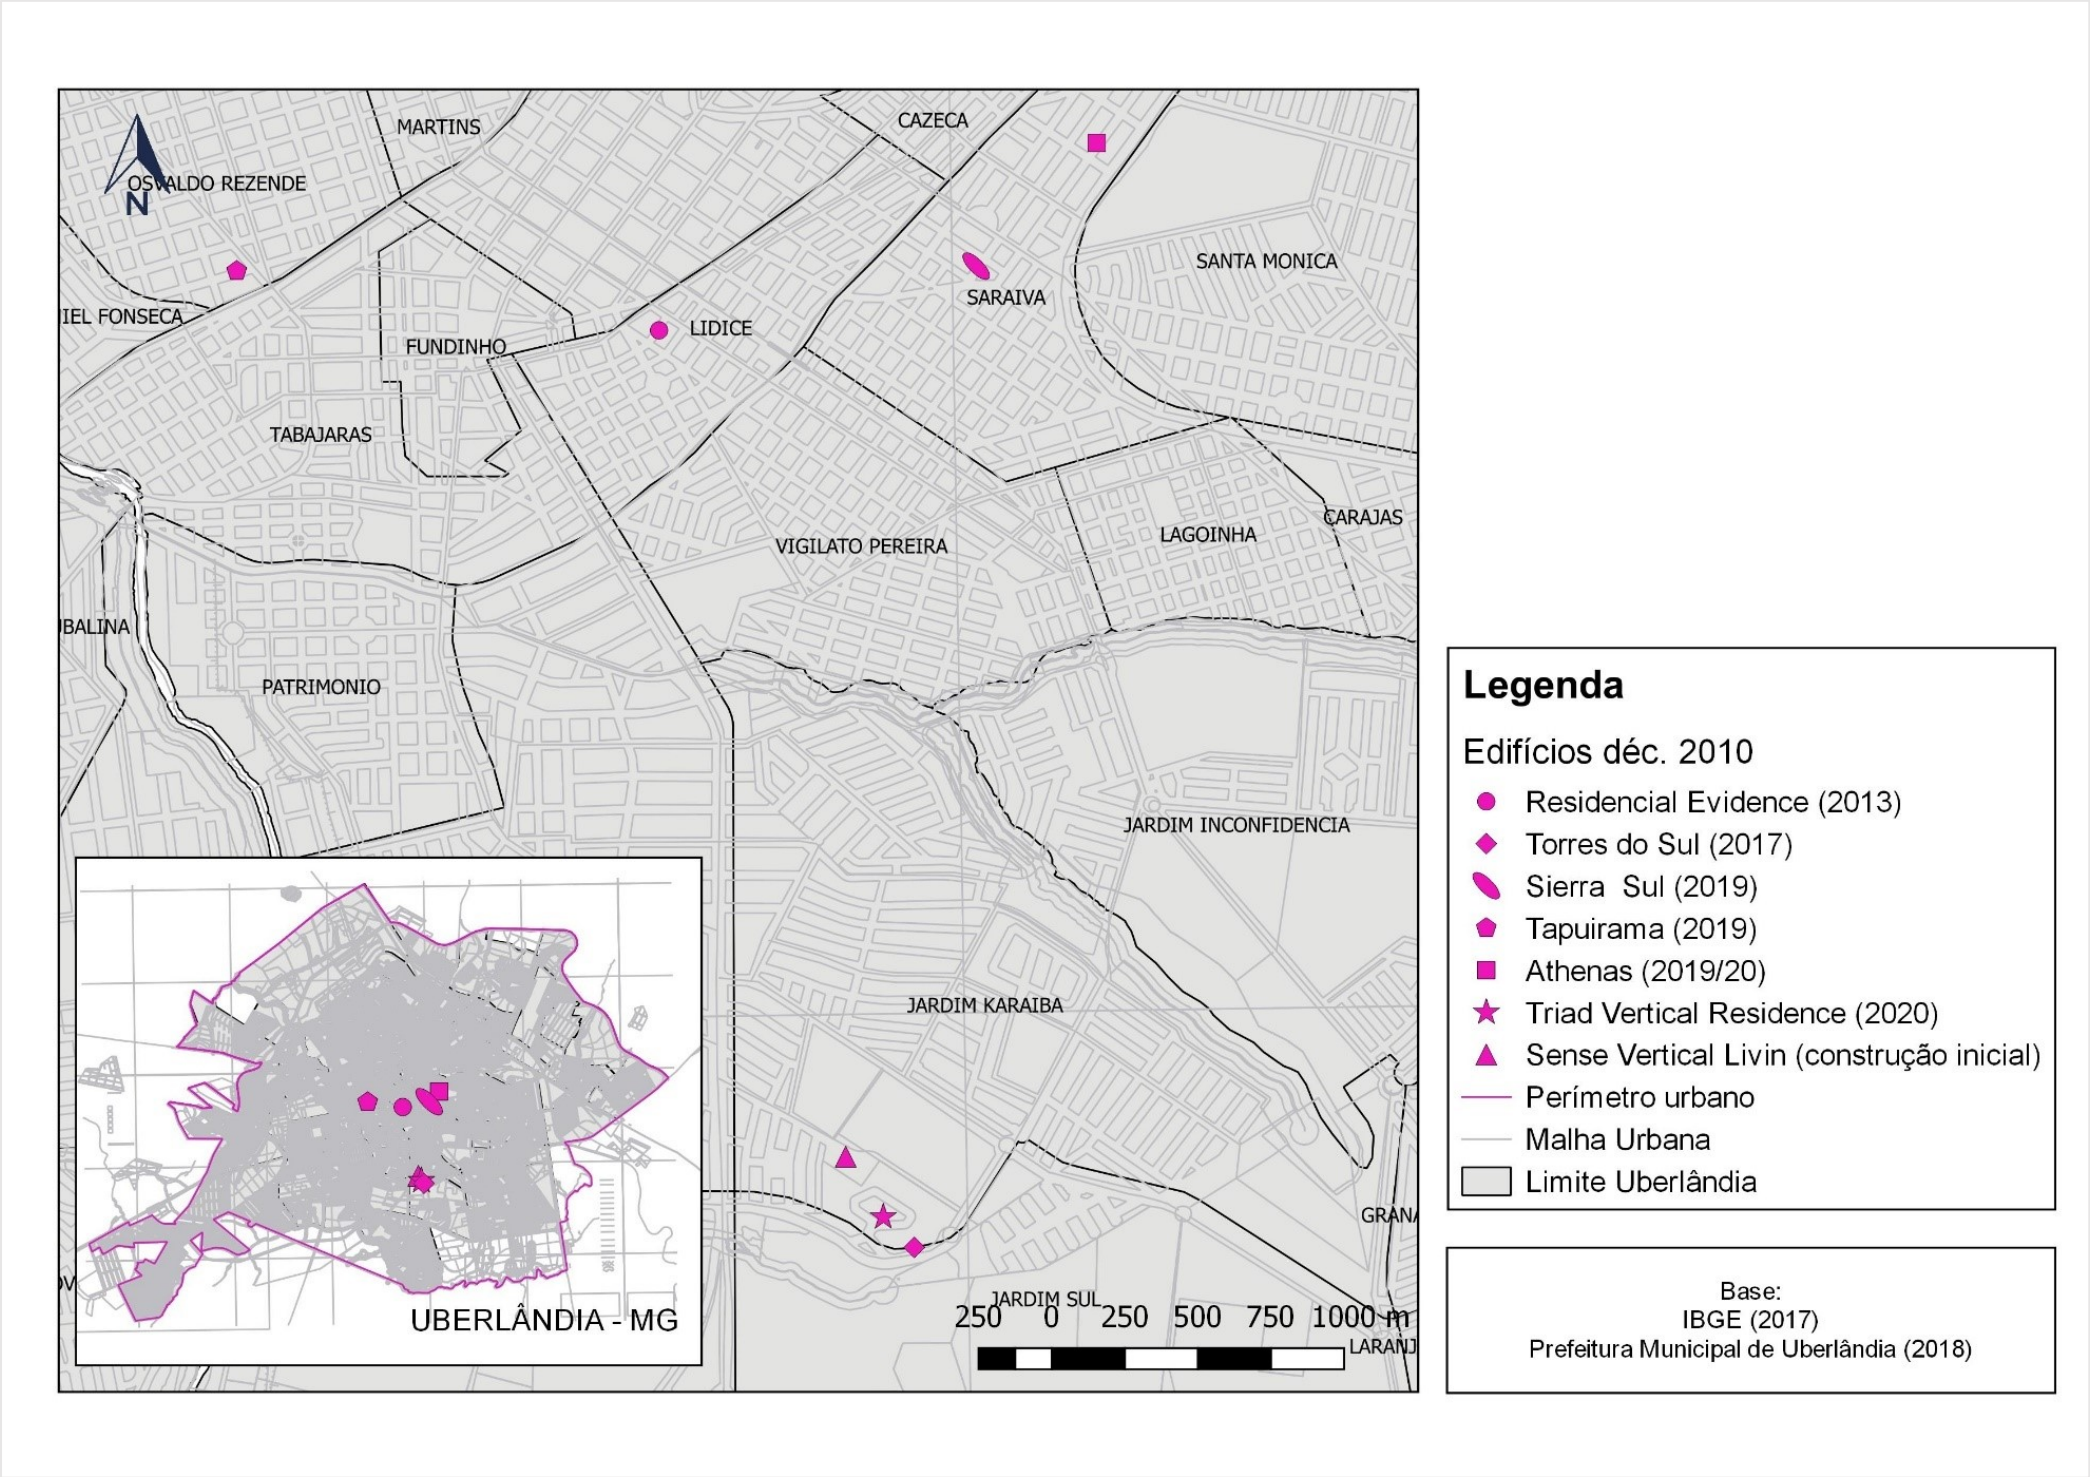 MARTINS
CAZECA
OSVALDO REZENDE
N
SANTA MONICA
SARAIVA
IEL FONSECA
LIDICE
FUNDINHO
TABAJARAS
CARAJAS
LAGOINHA
VIGILATO PEREIRA
BALINA
PATRIMONIO
JARDIM INCONFIDENCIA
JARDIM KARAIBA
GRANA
OV
JARDIM SUL
250 0 250 500 750 1000 m
LARANJ
UBERLÂNDIA - MG
Legenda
Edifícios déc. 2010
Residencial Evidence (2013)
Torres do Sul (2017)
Sierra Sul (2019)
Tapuirama (2019)
Athenas (2019/20)
Triad Vertical Residence (2020)
Sense Vertical Livin (construção inicial)
Perímetro urbano
Malha Urbana
Limite Uberlândia
Base:
IBGE (2017)
Prefeitura Municipal de Uberlândia (2018)